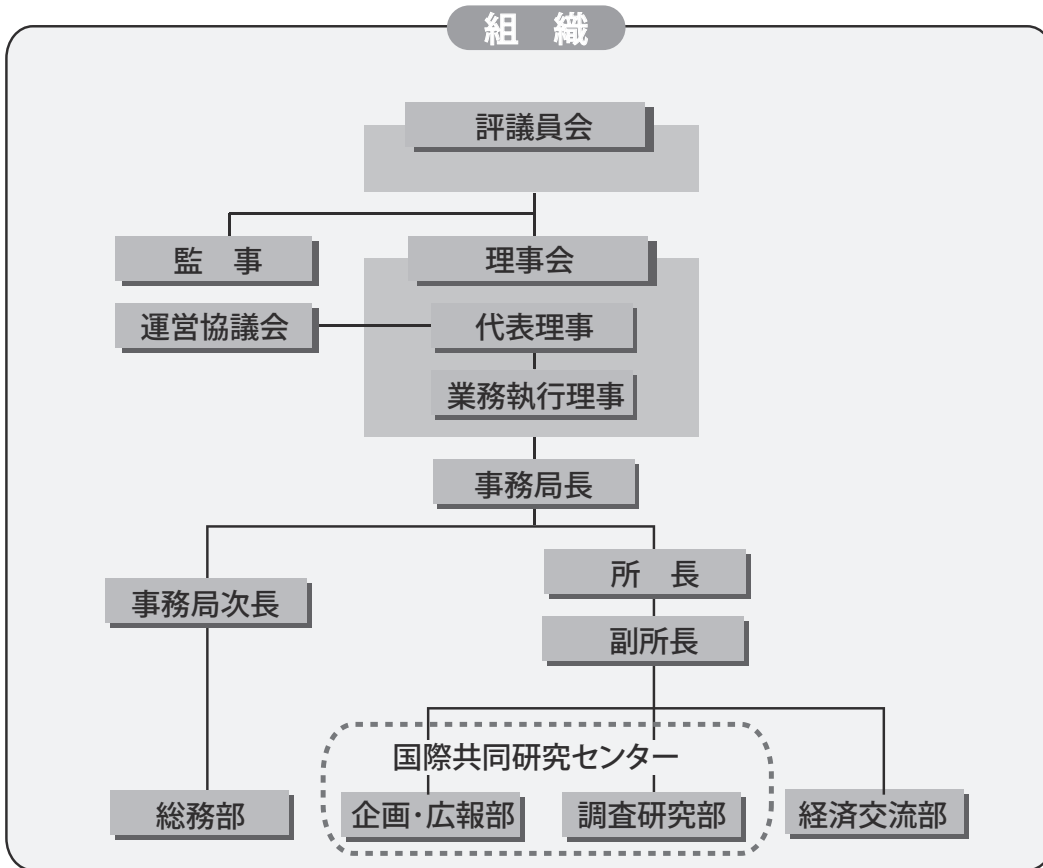 組　織
評議員会
監　事
理事会
運営協議会
代表理事
業務執行理事
事務局長
所　長
事務局次長
副所長
国際共同研究センター
総務部
企画・広報部
調査研究部
経済交流部